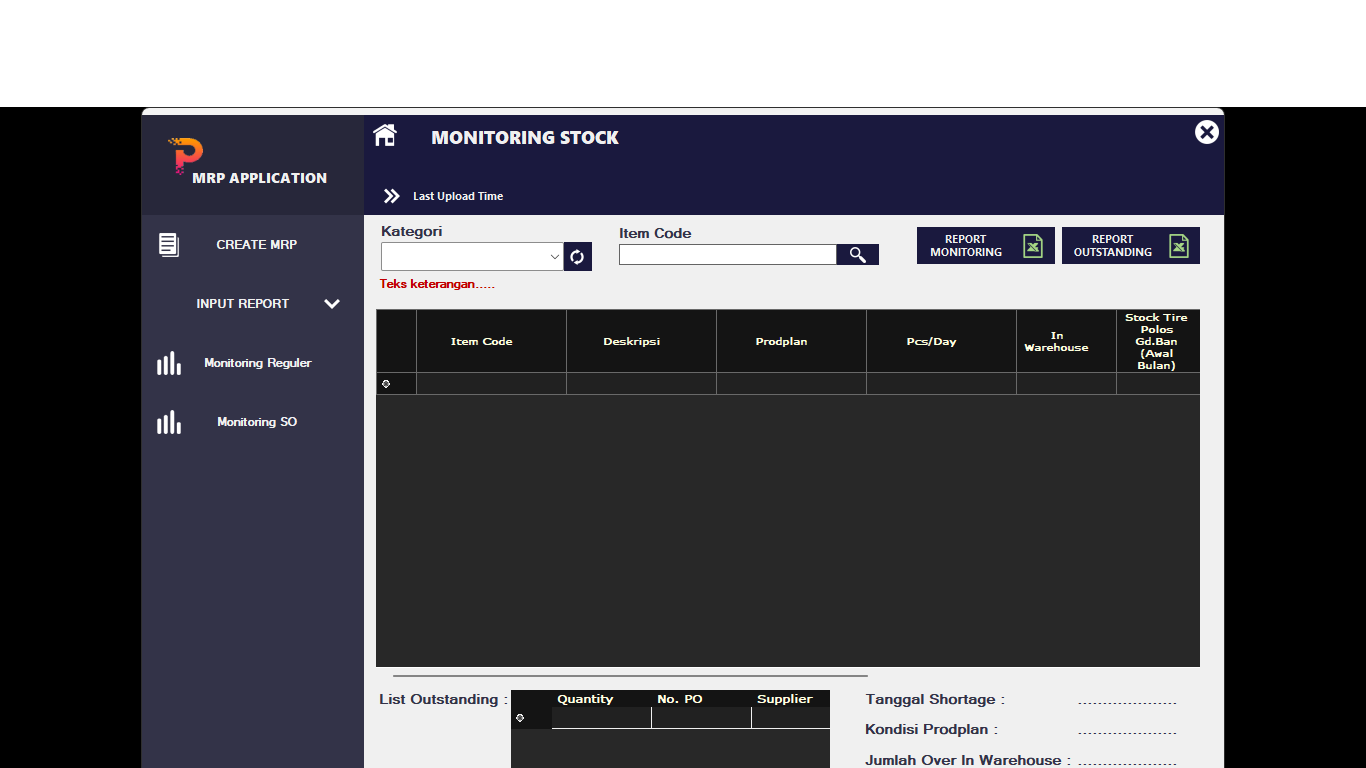 MONITORING STOCK
MRP APPLICATION
Last Upload Time
CREATE MRP
INPUT REPORT
Monitoring Reguler
Monitoring SO
Kategori
Item Code
REPORT
MONITORING
REPORT
OUTSTANDING
Teks keterangan.....
Item Code
Deskripsi
Prodplan
Pcs/Day
In
Warehouse
Stock Tire
Polos
Gd.Ban
(Awal
Bulan)
List Outstanding :
Quantity
No. PO
Supplier
Tanggal Shortage : ....................
Kondisi Prodplan : ....................
Jumlah Over In Warehouse : ....................